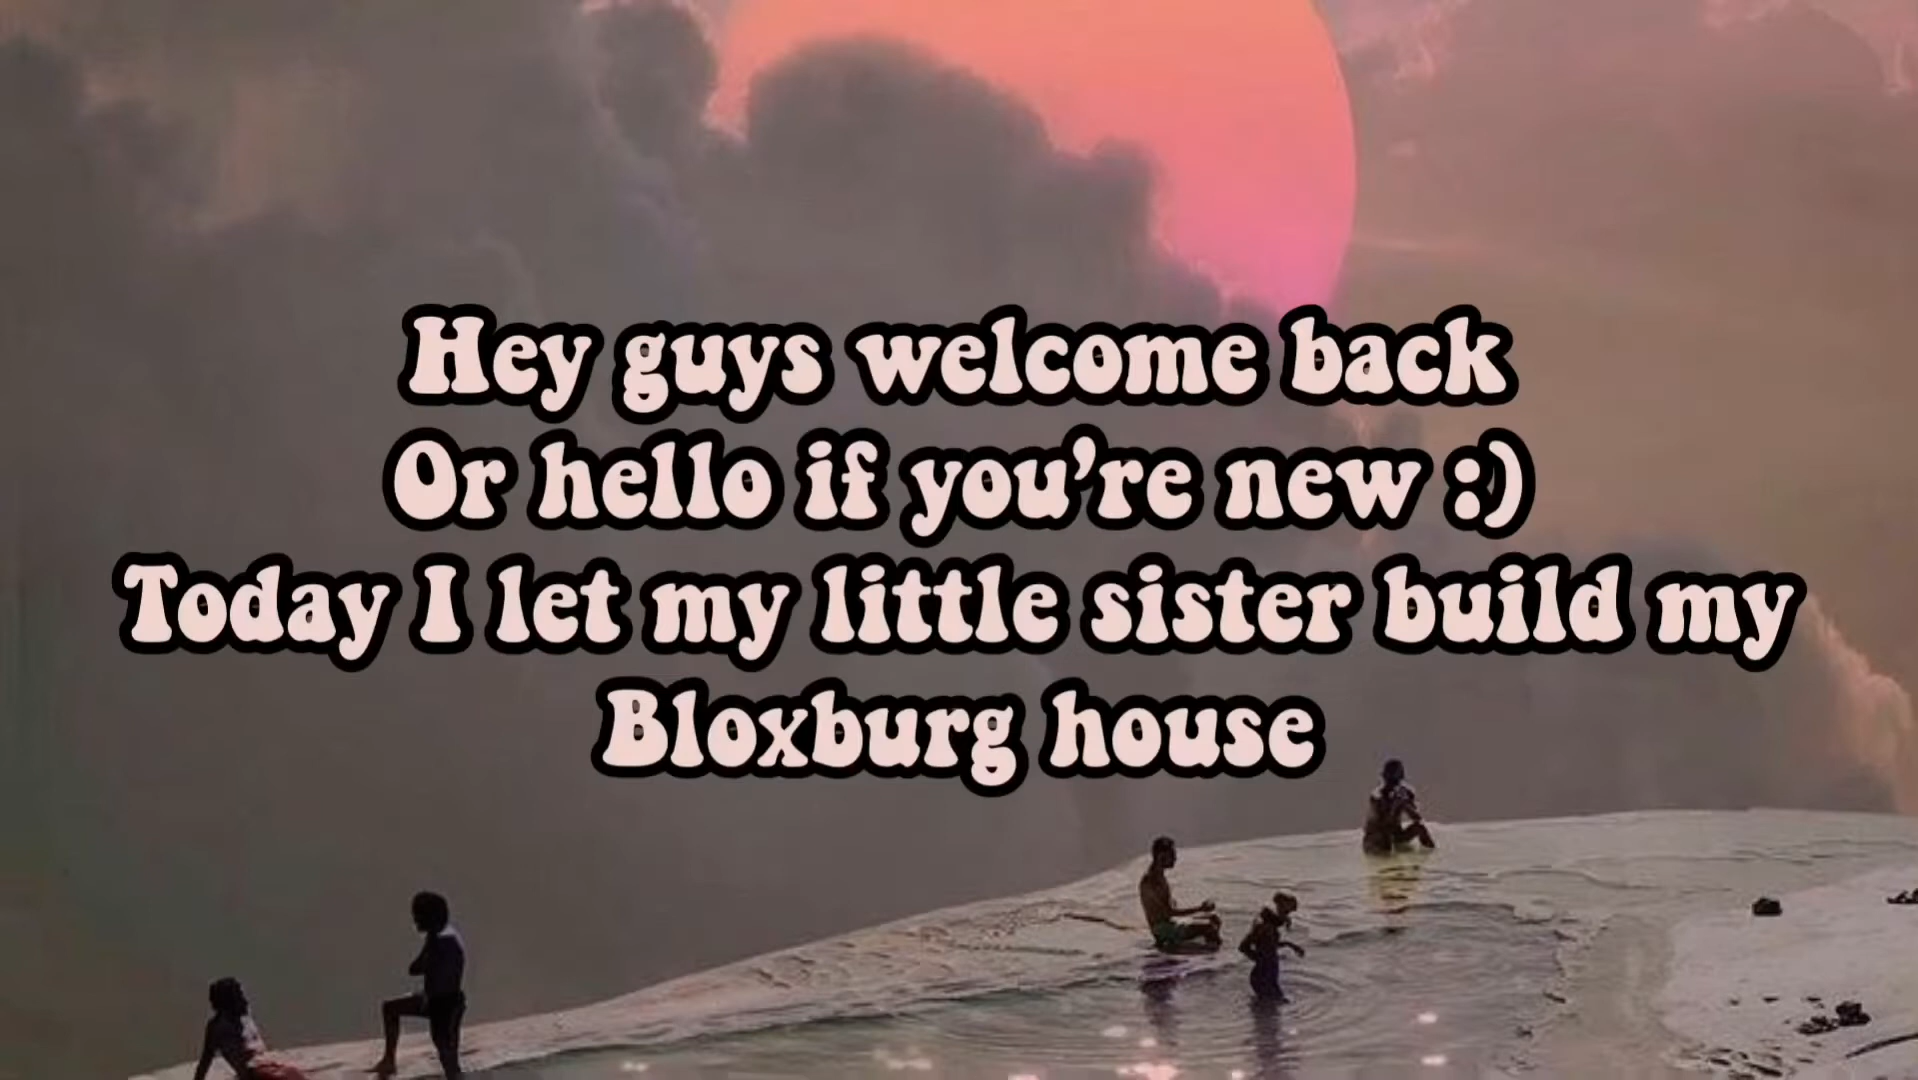 Hey guys welcome back
Or hello if you're new :)
Today I let my little sister build my
Bloxburg house